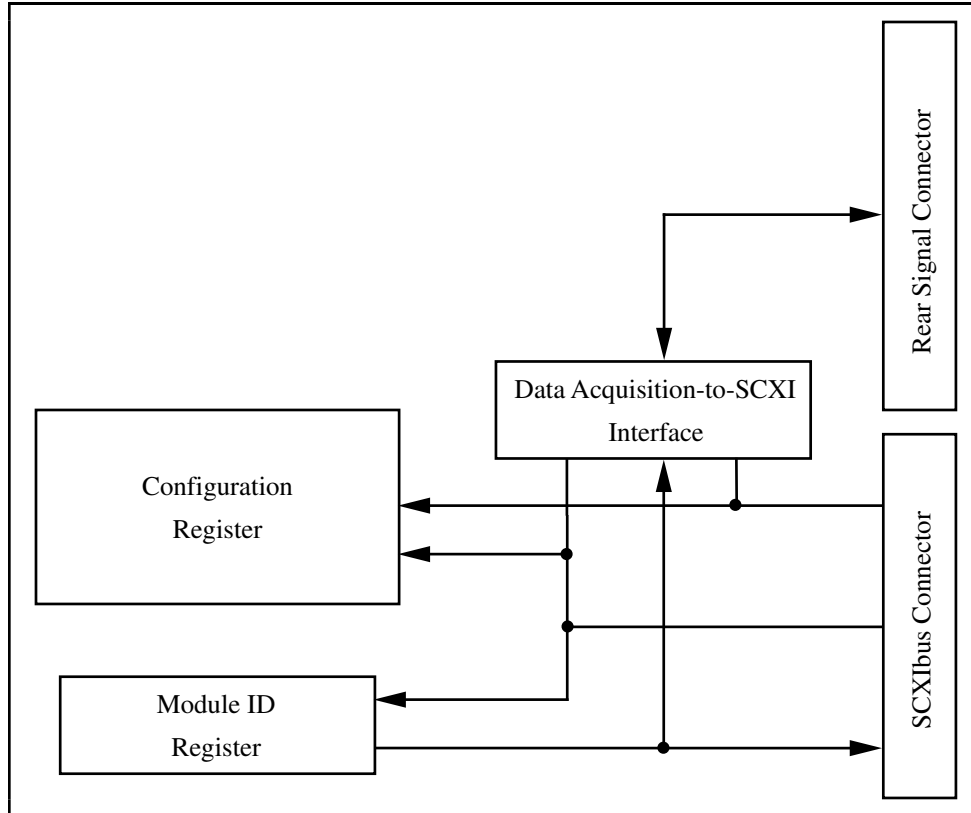 Rear Signal Connector
Data Acquisition-to-SCXI
Interface
Configuration
Register
SCXIbus Connector
Module ID
Register